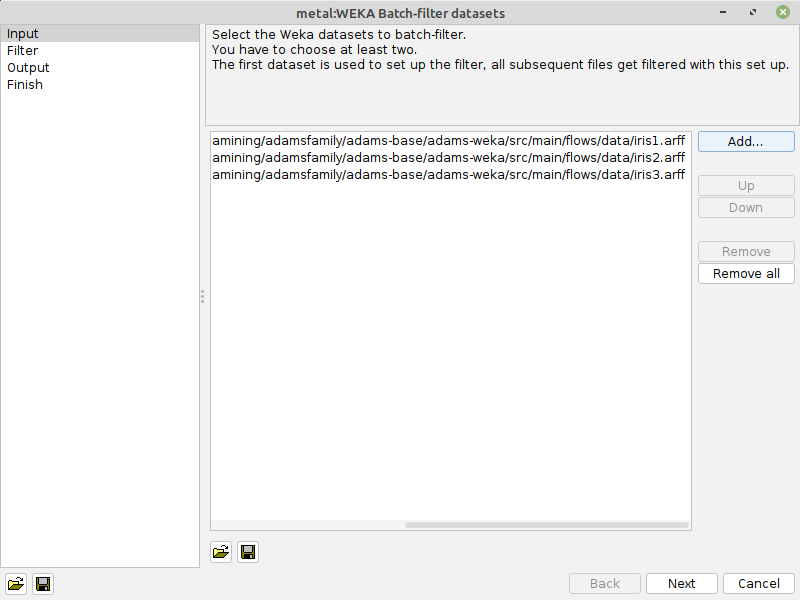 metal:WEKA Batch-filter datasets
Input
Filter
Output
Finish
Select the Weka datasets to batch-filter.
You have to choose at least two.
The first dataset is used to set up the filter, all subsequent files get filtered with this set up.
amining/adamsfamily/adams-base/adams-weka/src/main/flows/data/iris1.arff
amining/adamsfamily/adams-base/adams-weka/src/main/flows/data/iris2.arff
amining/adamsfamily/adams-base/adams-weka/src/main/flows/data/iris3.arff
Add...
Up
Down
Remove
Remove all
Back
Next
Cancel